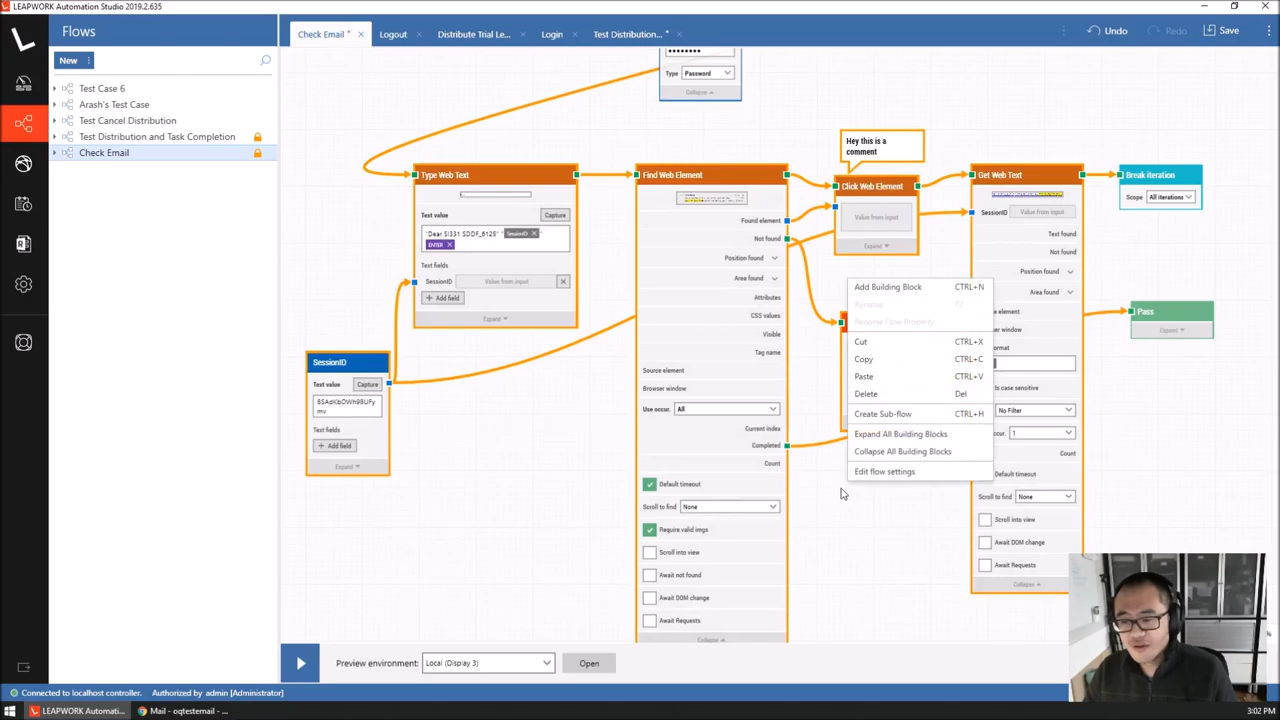 LEAPWORK Automation Studio 2019.2.635
Flows
Check Email *
Logout
Distribute Trial Le...
Login
Test Distribution... *
Undo
Redo
Save
New
Test Case 6
Arash's Test Case
Test Cancel Distribution
Test Distribution and Task Completion
Check Email
Type
Password
Collapse
Hey this is a
comment
Type Web Text
Text value
Capture
"Dear SI331 SDDF_6125" " SessionID "
ENTER
Text fields
SessionID
Value from input
+ Add field
Expand
SessionID
Text value
Capture
Text fields
+ Add field
Expand
Find Web Element
Found element
Not found
Position found
Area found
Attributes
CSS values
Visible
Tag name
Source element
Browser window
Use occur.
All
Current index
Completed
Count
Default timeout
Scroll to find
None
Require valid imgs
Scroll into view
Await not found
Await DOM change
Await Requests
Collapse
Click Web Element
Value from input
Expand
Add Building Block CTRL+N
Rename F2
Rename Flow Property
Cut CTRL+X
Copy CTRL+C
Paste CTRL+V
Delete Del
Create Sub-flow CTRL+H
Expand All Building Blocks
Collapse All Building Blocks
Edit flow settings
Get Web Text
SessionID
Value from input
Text found
Not found
Position found
Area found
No Filter
1
Count
None
Scroll into view
Await DOM change
Await Requests
Collapse
Break iteration
Scope
All iterations
Pass
Expand
Preview environment:
Local (Display 3)
Open
Connected to localhost controller.
Authorized by admin [Administrator]
LEAPWORK Automati...
Mail - oqtestemail - ...
3:02 PM